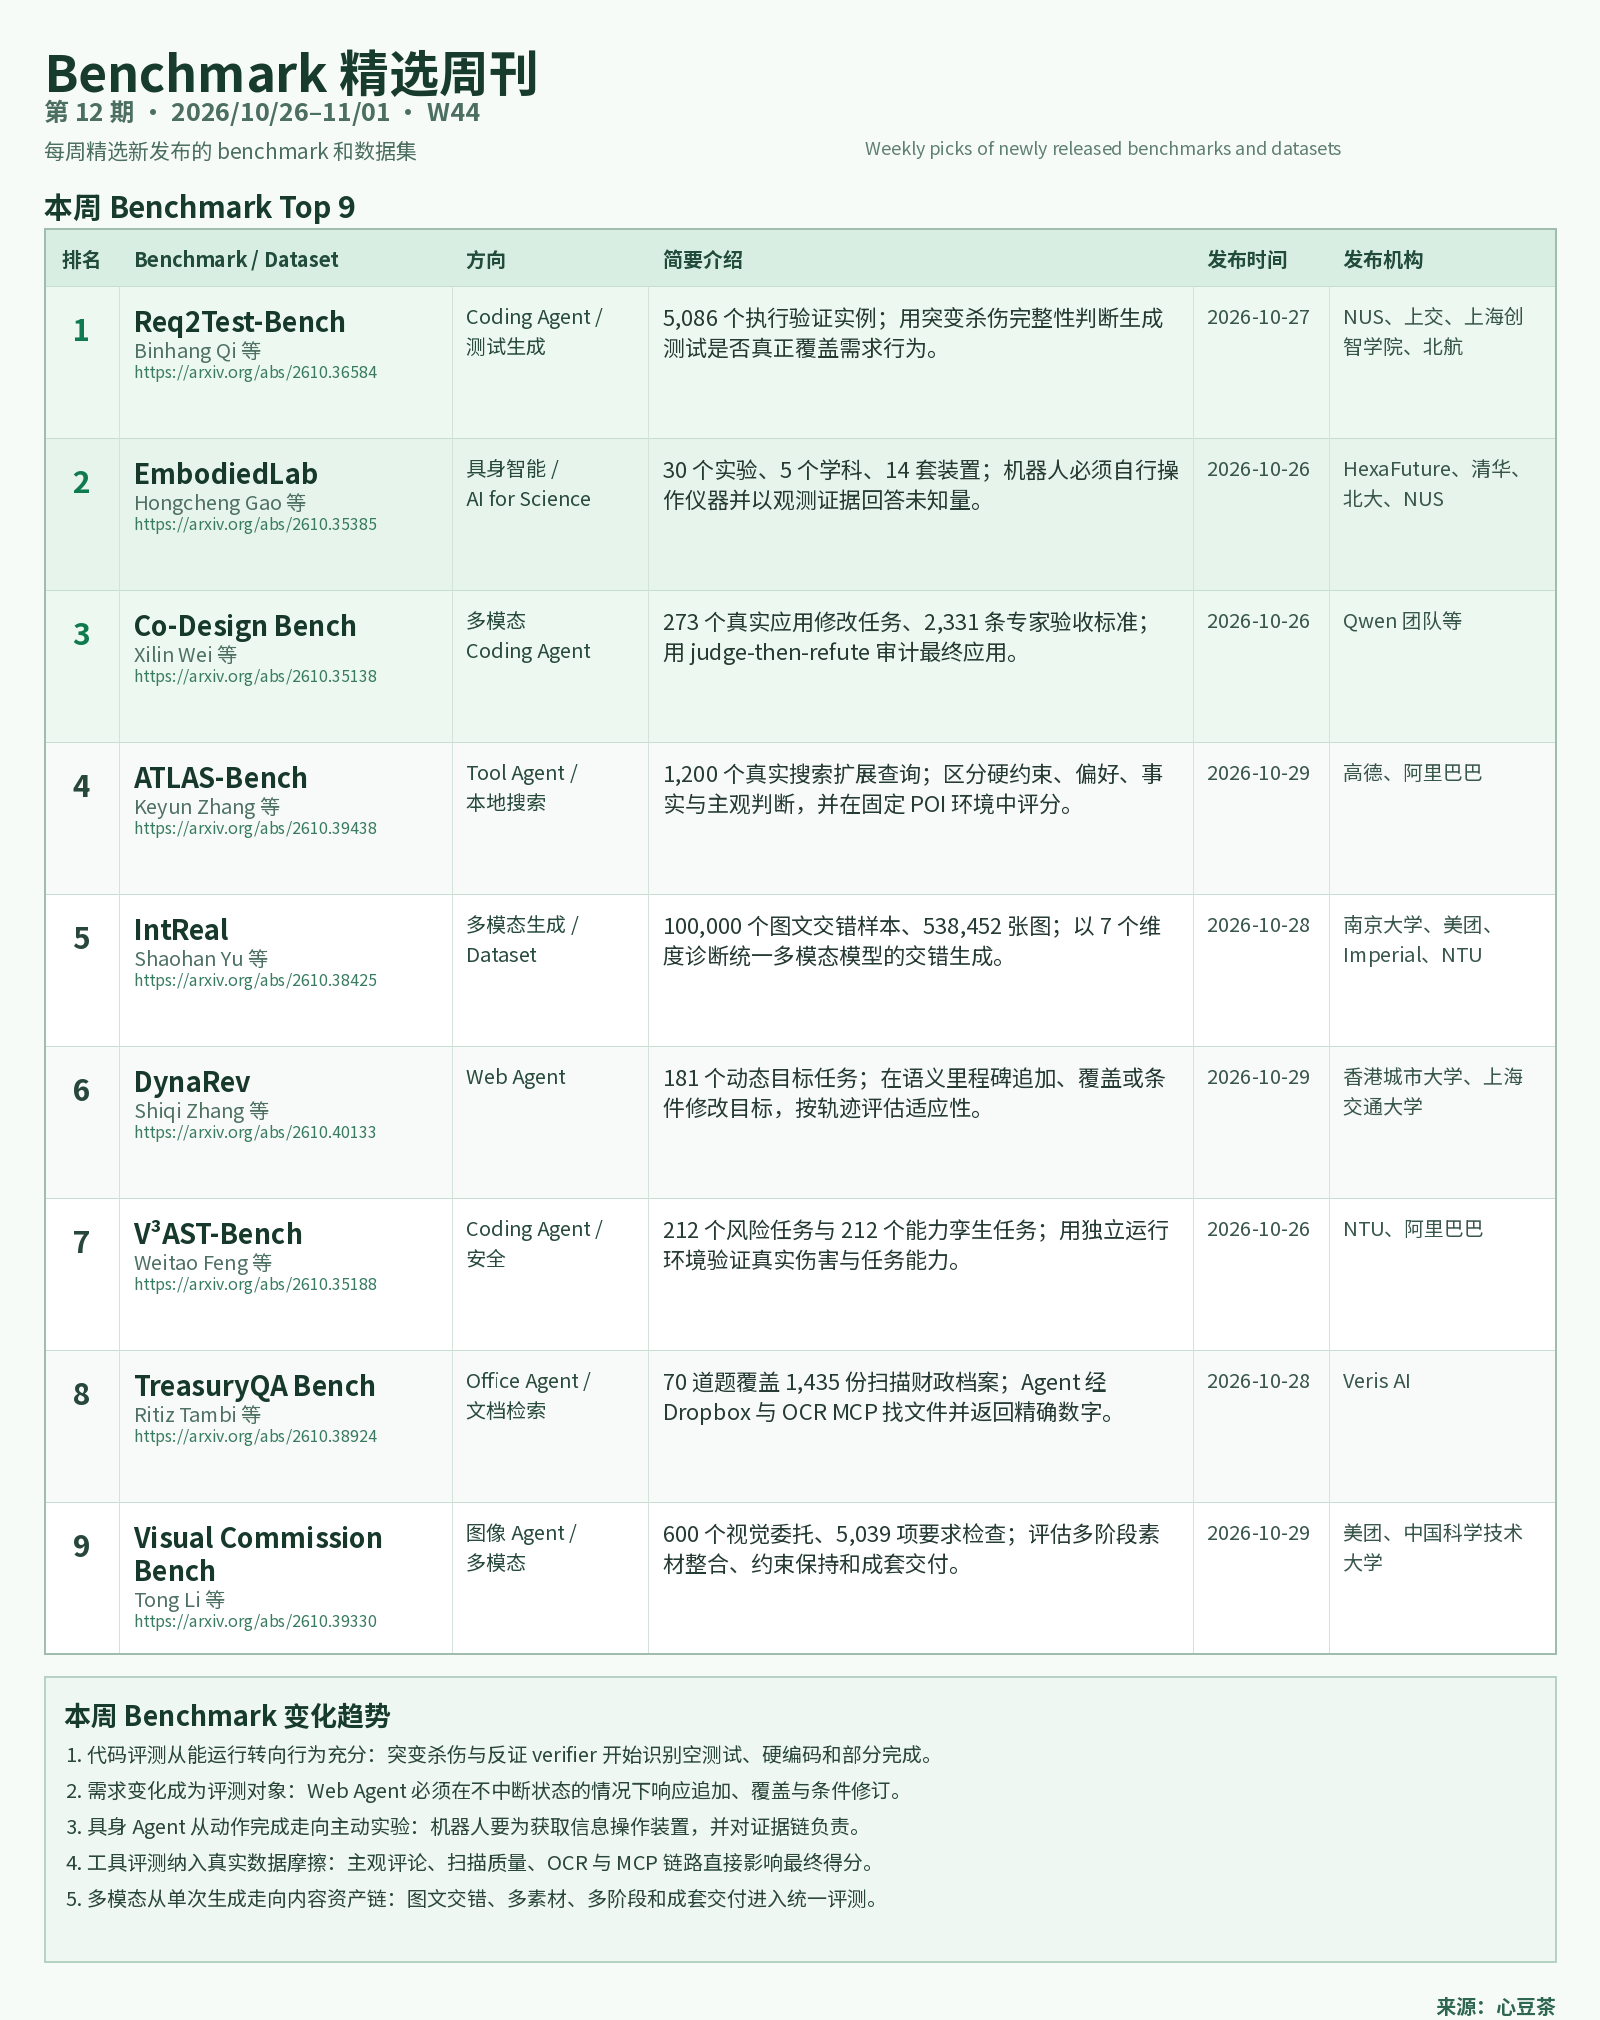 Benchmark 精选周刊
第 12 期 · 2026/10/26–11/01 · W44
每周精选新发布的 benchmark 和数据集
Weekly picks of newly released benchmarks and datasets
本周 Benchmark Top 9
排名
Benchmark / Dataset
方向
简要介绍
发布时间
发布机构
1
Req2Test-Bench
Binhang Qi 等
https://arxiv.org/abs/2610.36584
Coding Agent /
测试生成
5,086 个执行验证实例；用突变杀伤完整性判断生成
测试是否真正覆盖需求行为。
2026-10-27
NUS、上交、上海创
智学院、北航
2
EmbodiedLab
Hongcheng Gao 等
https://arxiv.org/abs/2610.35385
具身智能 /
AI for Science
30 个实验、5 个学科、14 套装置；机器人必须自行操
作仪器并以观测证据回答未知量。
2026-10-26
HexaFuture、清华、
北大、NUS
3
Co-Design Bench
Xilin Wei 等
https://arxiv.org/abs/2610.35138
多模态
Coding Agent
273 个真实应用修改任务、2,331 条专家验收标准；
用 judge-then-refute 审计最终应用。
2026-10-26
Qwen 团队等
4
ATLAS-Bench
Keyun Zhang 等
https://arxiv.org/abs/2610.39438
Tool Agent /
本地搜索
1,200 个真实搜索扩展查询；区分硬约束、偏好、事
实与主观判断，并在固定 POI 环境中评分。
2026-10-29
高德、阿里巴巴
5
IntReal
Shaohan Yu 等
https://arxiv.org/abs/2610.38425
多模态生成 /
Dataset
100,000 个图文交错样本、538,452 张图；以 7 个维
度诊断统一多模态模型的交错生成。
2026-10-28
南京大学、美团、
Imperial、NTU
6
DynaRev
Shiqi Zhang 等
https://arxiv.org/abs/2610.40133
Web Agent
181 个动态目标任务；在语义里程碑追加、覆盖或条
件修改目标，按轨迹评估适应性。
2026-10-29
香港城市大学、上海
交通大学
7
V³AST-Bench
Weitao Feng 等
https://arxiv.org/abs/2610.35188
Coding Agent /
安全
212 个风险任务与 212 个能力孪生任务；用独立运行
环境验证真实伤害与任务能力。
2026-10-26
NTU、阿里巴巴
8
TreasuryQA Bench
Ritiz Tambi 等
https://arxiv.org/abs/2610.38924
Office Agent /
文档检索
70 道题覆盖 1,435 份扫描财政档案；Agent 经
Dropbox 与 OCR MCP 找文件并返回精确数字。
2026-10-28
Veris AI
9
Visual Commission
Bench
Tong Li 等
https://arxiv.org/abs/2610.39330
图像 Agent /
多模态
600 个视觉委托、5,039 项要求检查；评估多阶段素
材整合、约束保持和成套交付。
2026-10-29
美团、中国科学技术
大学
本周 Benchmark 变化趋势
1. 代码评测从能运行转向行为充分：突变杀伤与反证 verifier 开始识别空测试、硬编码和部分完成。
2. 需求变化成为评测对象：Web Agent 必须在不中断状态的情况下响应追加、覆盖与条件修订。
3. 具身 Agent 从动作完成走向主动实验：机器人要为获取信息操作装置，并对证据链负责。
4. 工具评测纳入真实数据摩擦：主观评论、扫描质量、OCR 与 MCP 链路直接影响最终得分。
5. 多模态从单次生成走向内容资产链：图文交错、多素材、多阶段和成套交付进入统一评测。
来源：心豆茶